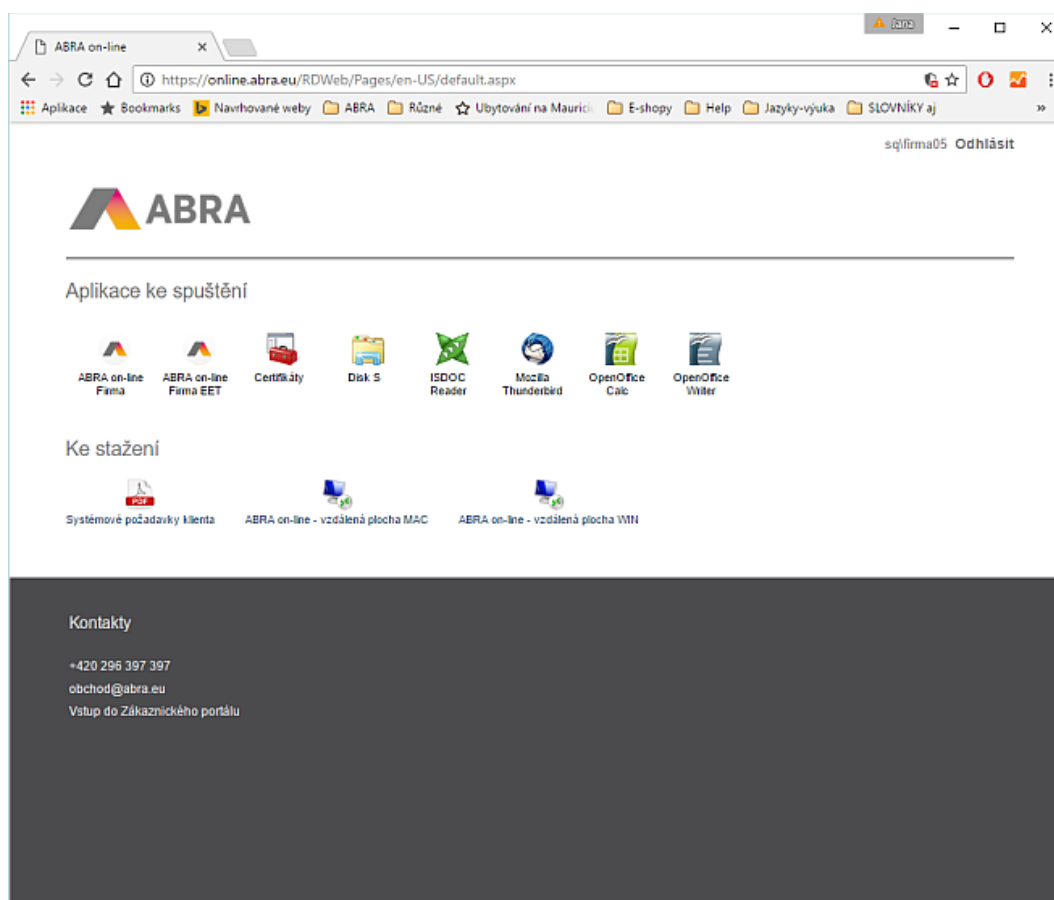 Jana
ABRA on-line
https://online.abra.eu/RDWeb/Pages/en-US/default.aspx
Aplikace Bookmarks Navrhované weby ABRA Různé Ubytování na Maurici E-shopy Help Jazyky-výuka SLOVNÍKY aj »
sq\firma05 Odhlásit
ABRA
Aplikace ke spuštění
ABRA on-line Firma
ABRA on-line Firma EET
Certifikáty
Disk S
ISDOC Reader
Mozilla Thunderbird
OpenOffice Calc
OpenOffice Writer
Ke stažení
PDF
Systémové požadavky klienta
ABRA on-line - vzdálená plocha MAC
ABRA on-line - vzdálená plocha WIN
Kontakty
+420 296 397 397
obchod@abra.eu
Vstup do Zákaznického portálu